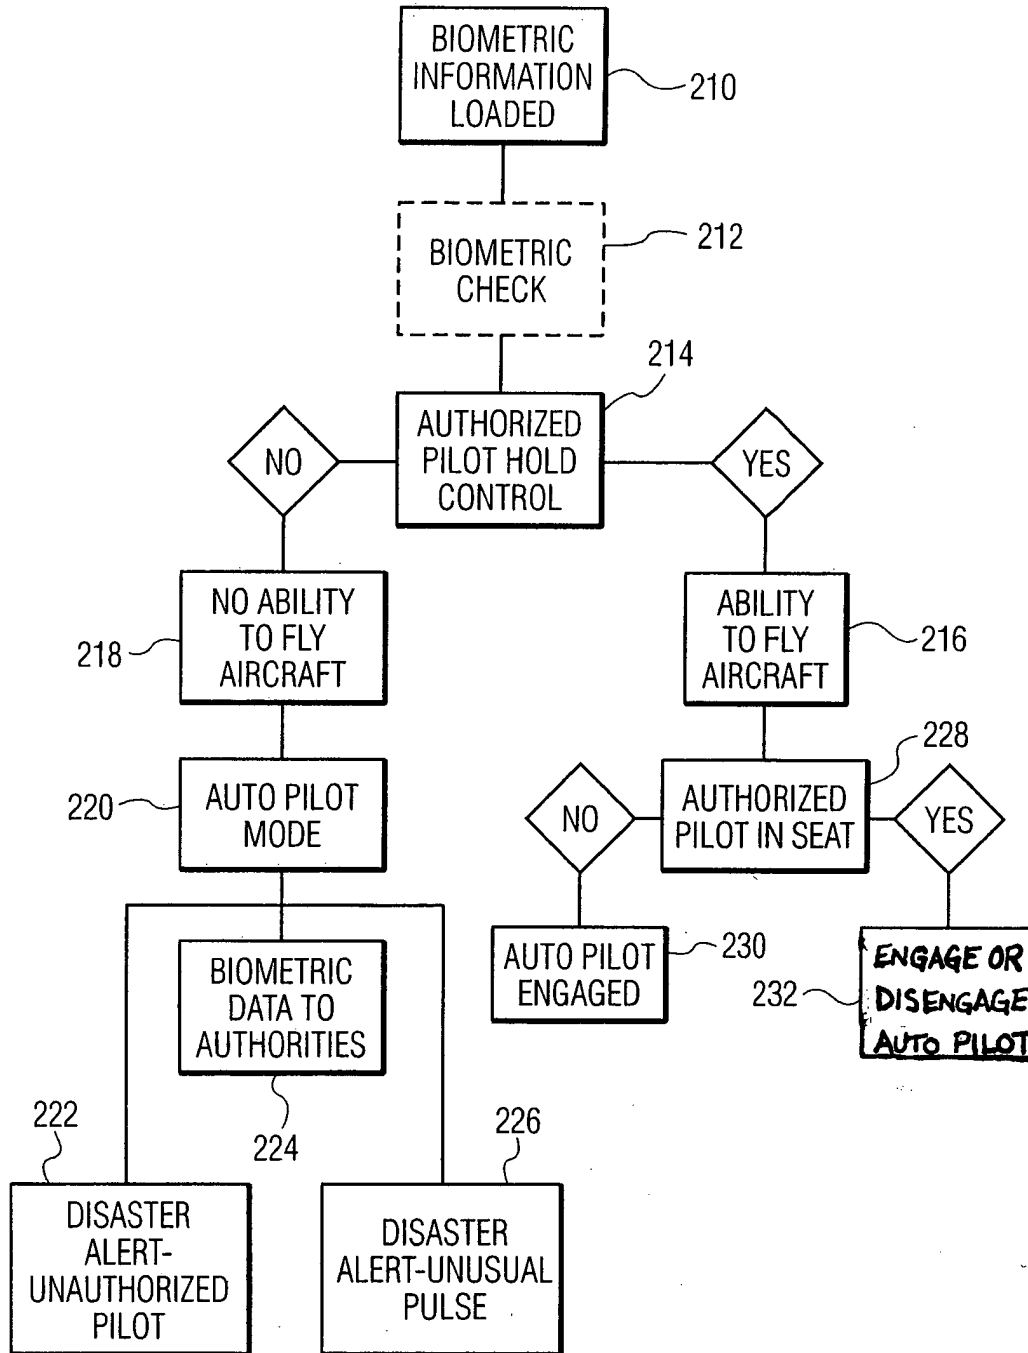 BIOMETRIC
INFORMATION
LOADED
210
BIOMETRIC
CHECK
212
214
AUTHORIZED
PILOT HOLD
CONTROL
NO
YES
NO ABILITY
TO FLY
AIRCRAFT
218
ABILITY
TO FLY
AIRCRAFT
216
AUTO PILOT
MODE
220
228
AUTHORIZED
PILOT IN SEAT
NO
YES
AUTO PILOT
ENGAGED
230
ENGAGE OR
DISENGAGE
AUTO PILOT
232
BIOMETRIC
DATA TO
AUTHORITIES
224
222
DISASTER
ALERT-
UNAUTHORIZED
PILOT
226
DISASTER
ALERT-UNUSUAL
PULSE